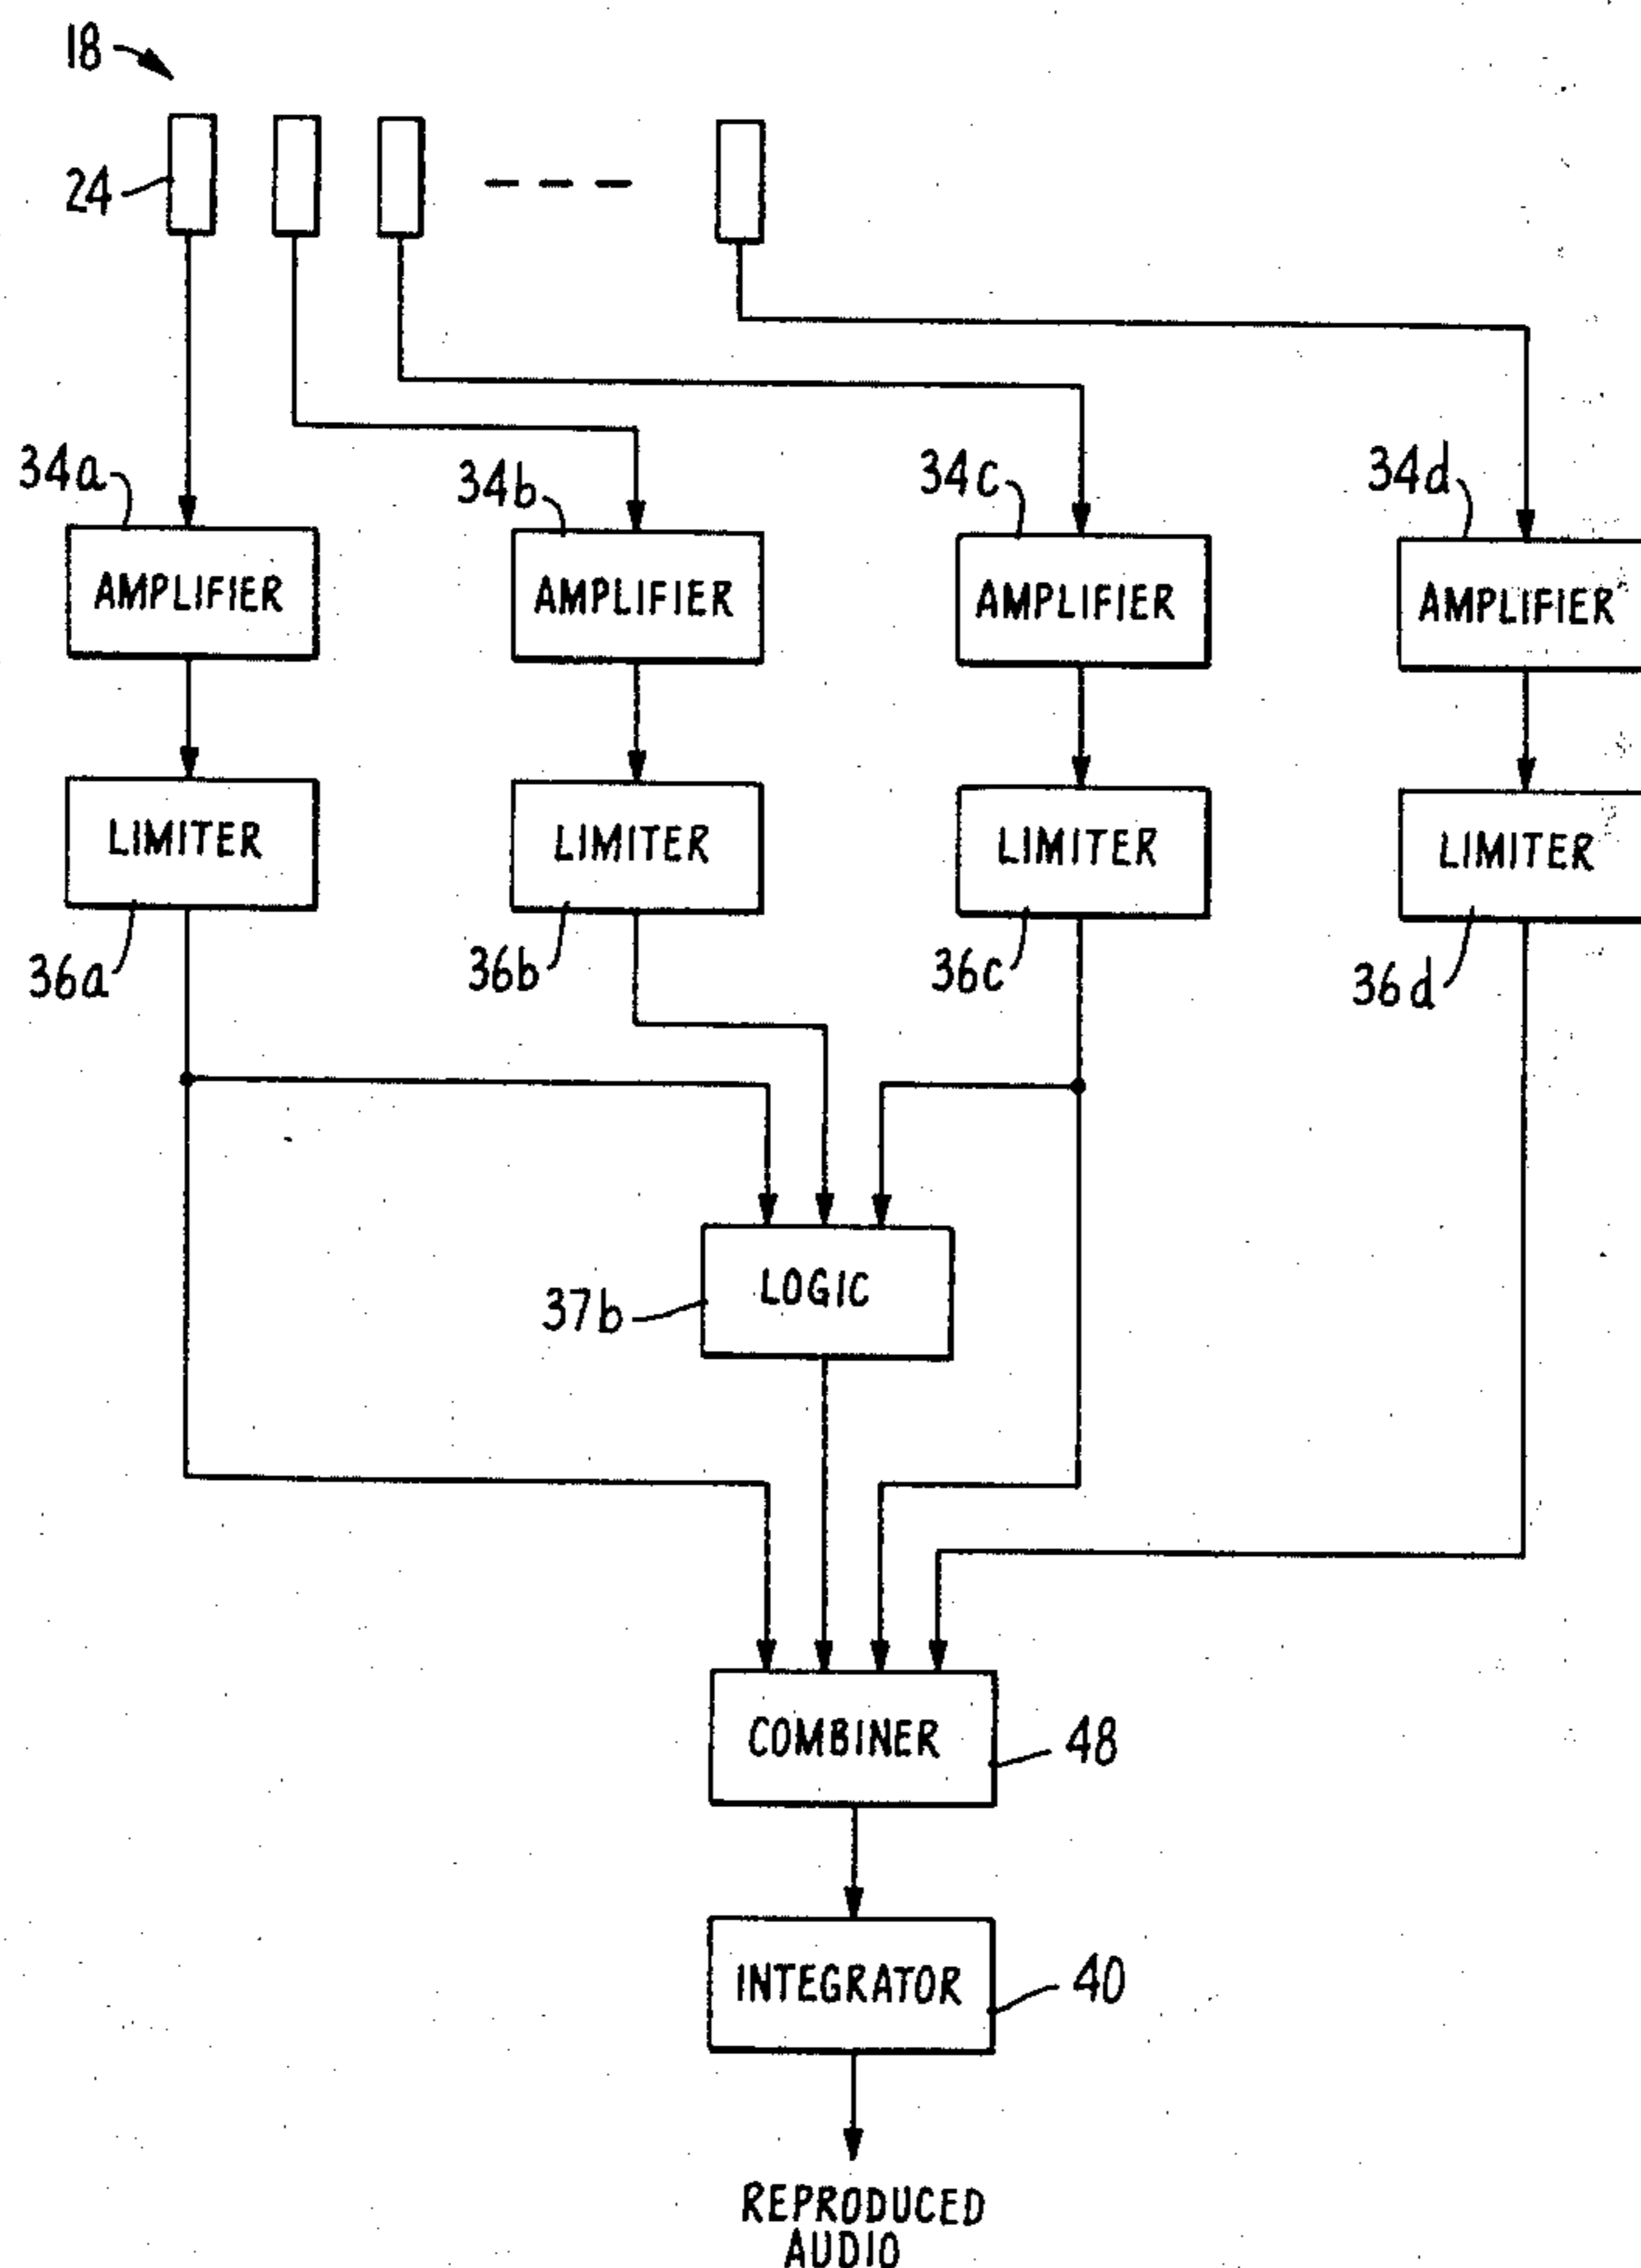 18
24
34a
34b
34c
34d
AMPLIFIER
AMPLIFIER
AMPLIFIER
AMPLIFIER
LIMITER
LIMITER
LIMITER
LIMITER
36a
36b
36c
36d
LOGIC
37b
COMBINER
48
INTEGRATOR
40
REPRODUCED
AUDIO